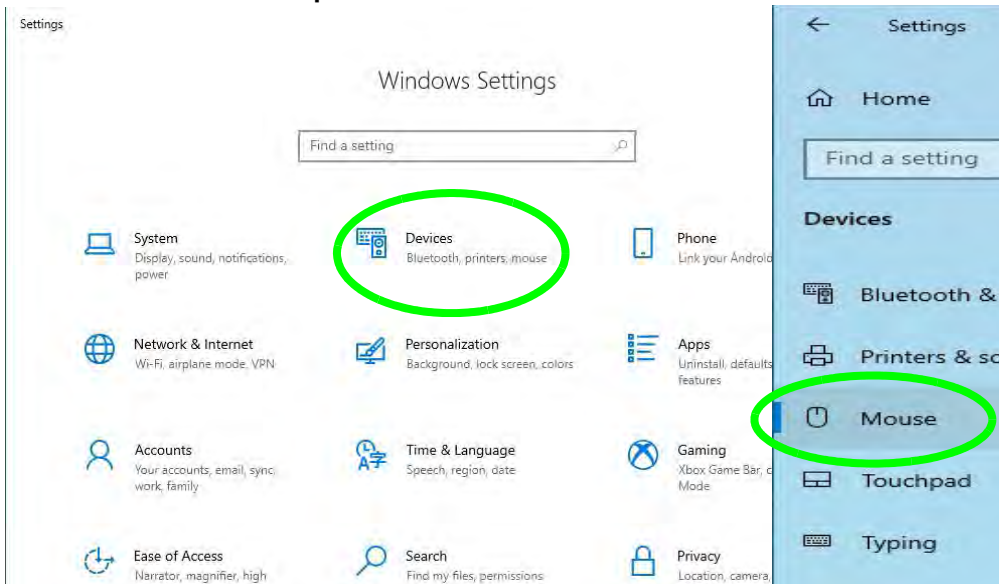 Settings
Windows Settings
Find a setting
System
Display, sound, notifications,
power
Devices
Bluetooth, printers, mouse
Phone
Link your Android
Network & Internet
Wi-Fi, airplane mode, VPN
Personalization
Background, lock screen, colors
Apps
Uninstall, defaults
features
Accounts
Your accounts, email, sync,
work, family
Time & Language
Speech, region, date
Gaming
Xbox Game Bar, c
Mode
Ease of Access
Narrator, magnifier, high
Search
Find my files, permissions
Privacy
Location, camera,
Settings
Home
Find a setting
Devices
Bluetooth &
Printers & sc
Mouse
Touchpad
Typing